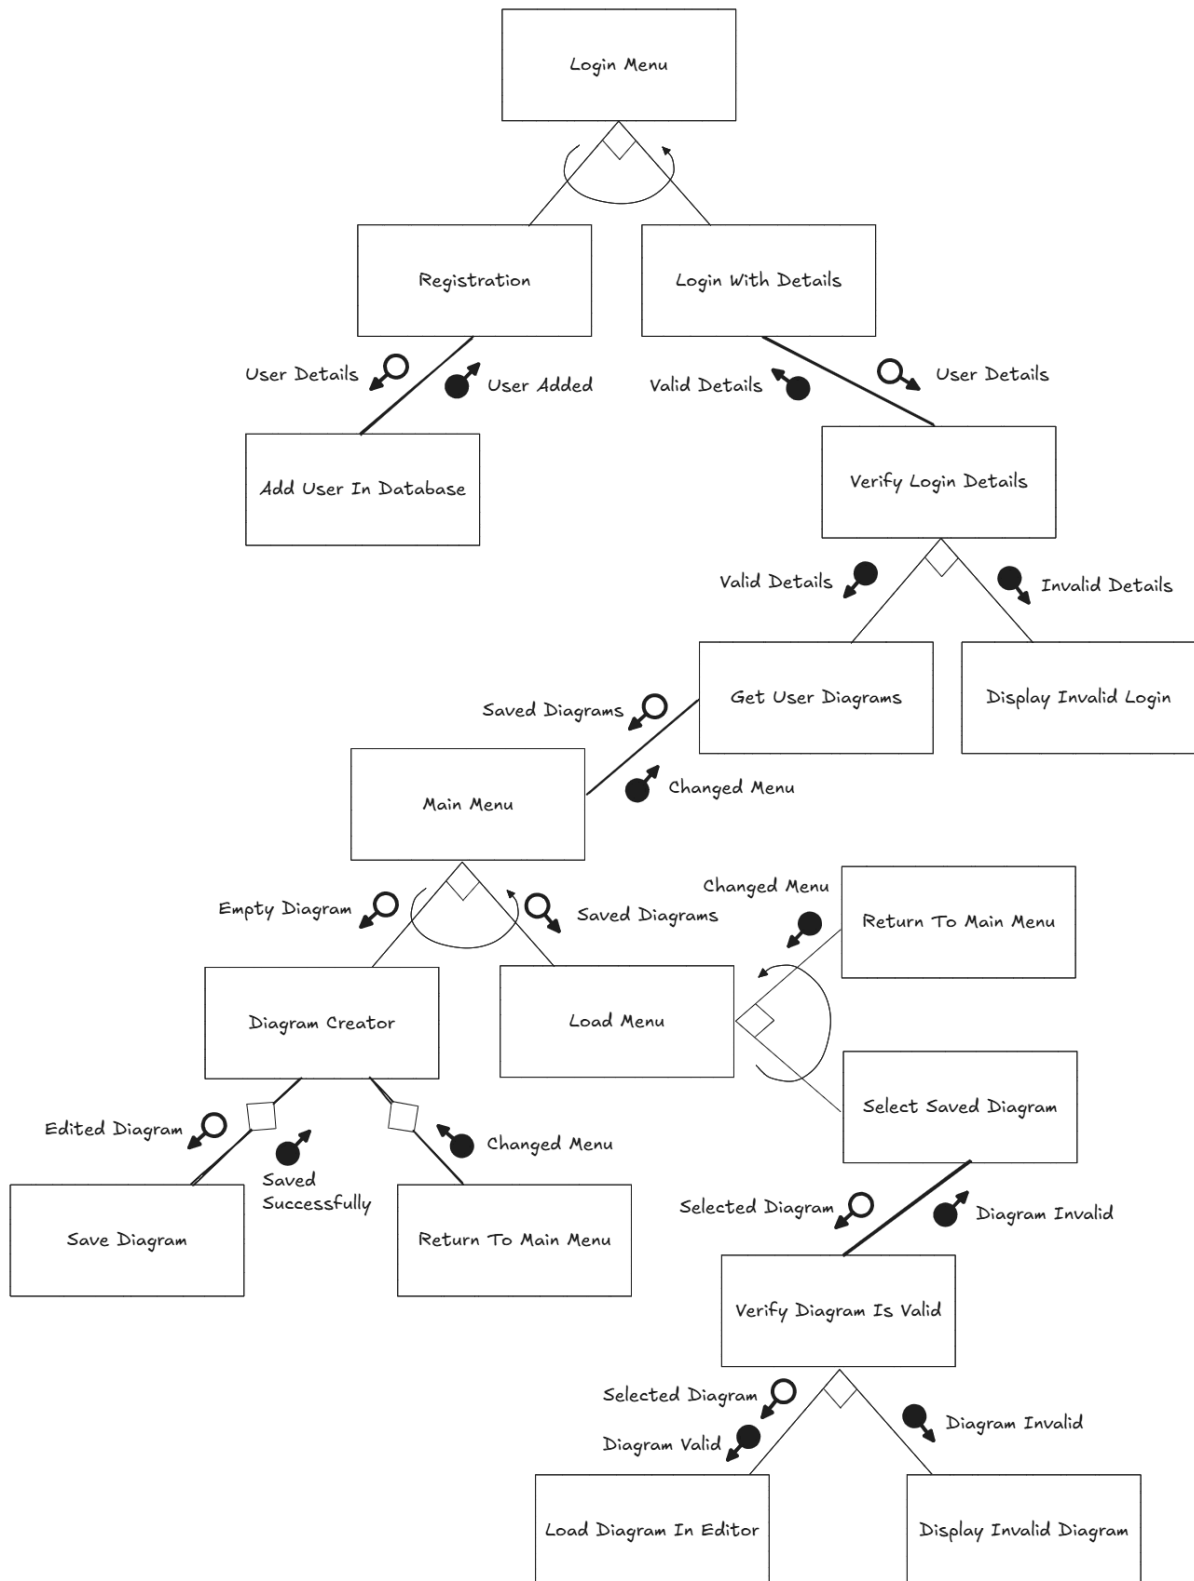 Login Menu
Registration
Login With Details
User Details
User Added
Valid Details
User Details
Add User In Database
Verify Login Details
Valid Details
Invalid Details
Get User Diagrams
Display Invalid Login
Saved Diagrams
Changed Menu
Main Menu
Empty Diagram
Saved Diagrams
Changed Menu
Return To Main Menu
Diagram Creator
Load Menu
Select Saved Diagram
Edited Diagram
Saved
Successfully
Changed Menu
Save Diagram
Return To Main Menu
Selected Diagram
Diagram Invalid
Verify Diagram Is Valid
Selected Diagram
Diagram Valid
Diagram Invalid
Load Diagram In Editor
Display Invalid Diagram